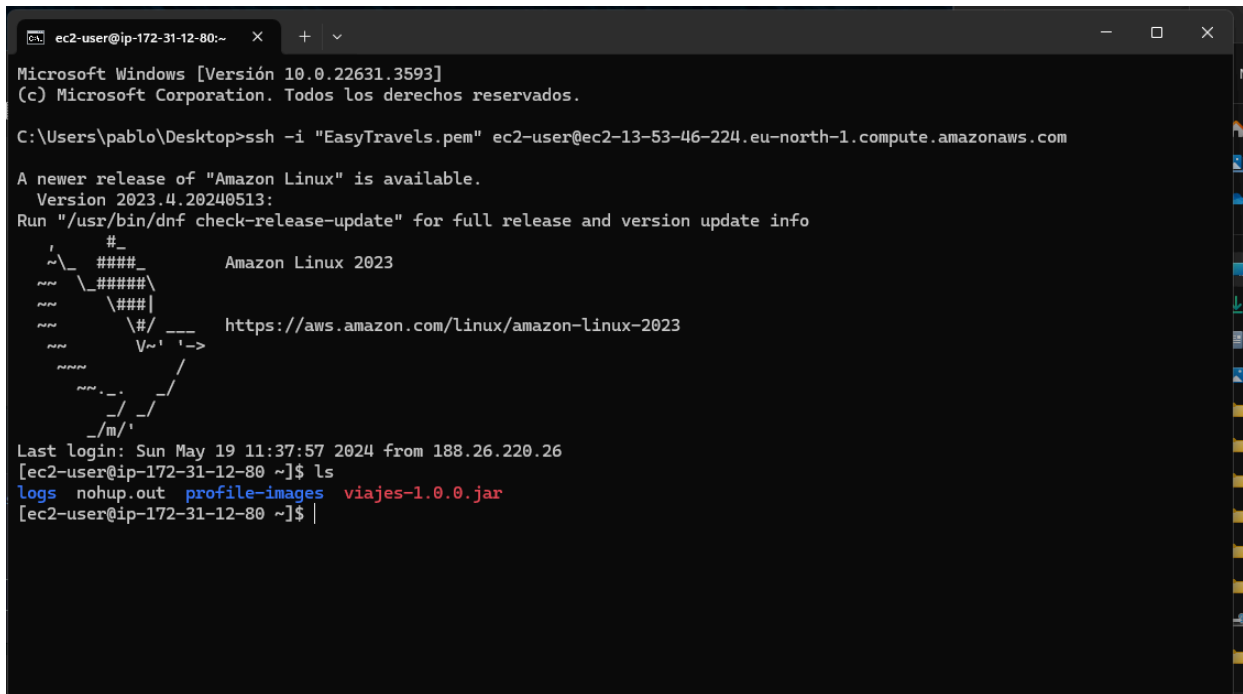 ec2-user@ip-172-31-12-80:~
Microsoft Windows [Versión 10.0.22631.3593]
(c) Microsoft Corporation. Todos los derechos reservados.
C:\Users\pablo\Desktop>ssh -i "EasyTravels.pem" ec2-user@ec2-13-53-46-224.eu-north-1.compute.amazonaws.com
A newer release of "Amazon Linux" is available.
  Version 2023.4.20240513:
Run "/usr/bin/dnf check-release-update" for full release and version update info
   ,     #_
   ~\_  ####_        Amazon Linux 2023
  ~~  \_#####\
  ~~     \###|
  ~~       \#/ ___   https://aws.amazon.com/linux/amazon-linux-2023
   ~~       V~' '->
    ~~~         /
      ~~._.   _/
         _/ _/
       _/m/'
Last login: Sun May 19 11:37:57 2024 from 188.26.220.26
[ec2-user@ip-172-31-12-80 ~]$ ls
logs  nohup.out  profile-images  viajes-1.0.0.jar
[ec2-user@ip-172-31-12-80 ~]$